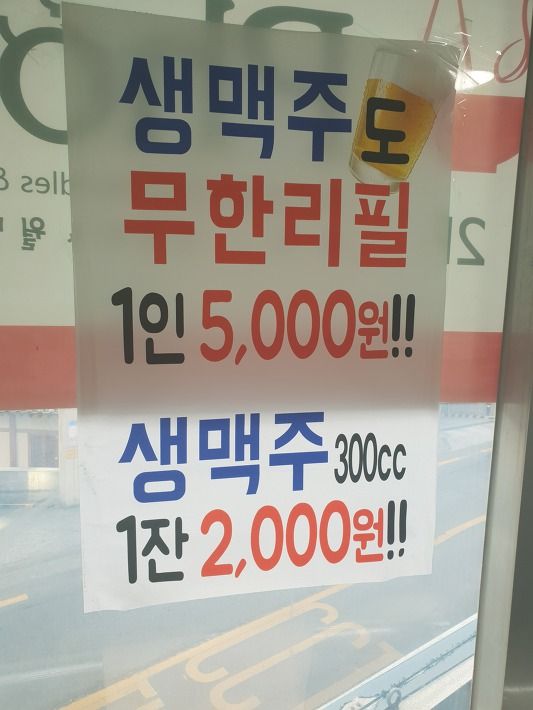 생맥주도
무한리필
1인 5,000원!!
생맥주 300cc
1잔 2,000원!!